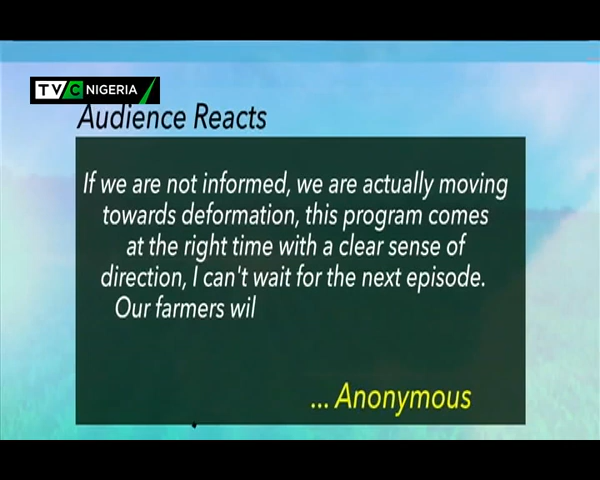 TVC NIGERIA
Audience Reacts
If we are not informed, we are actually moving
towards deformation, this program comes
at the right time with a clear sense of
direction, I can't wait for the next episode.
Our farmers wil
... Anonymous